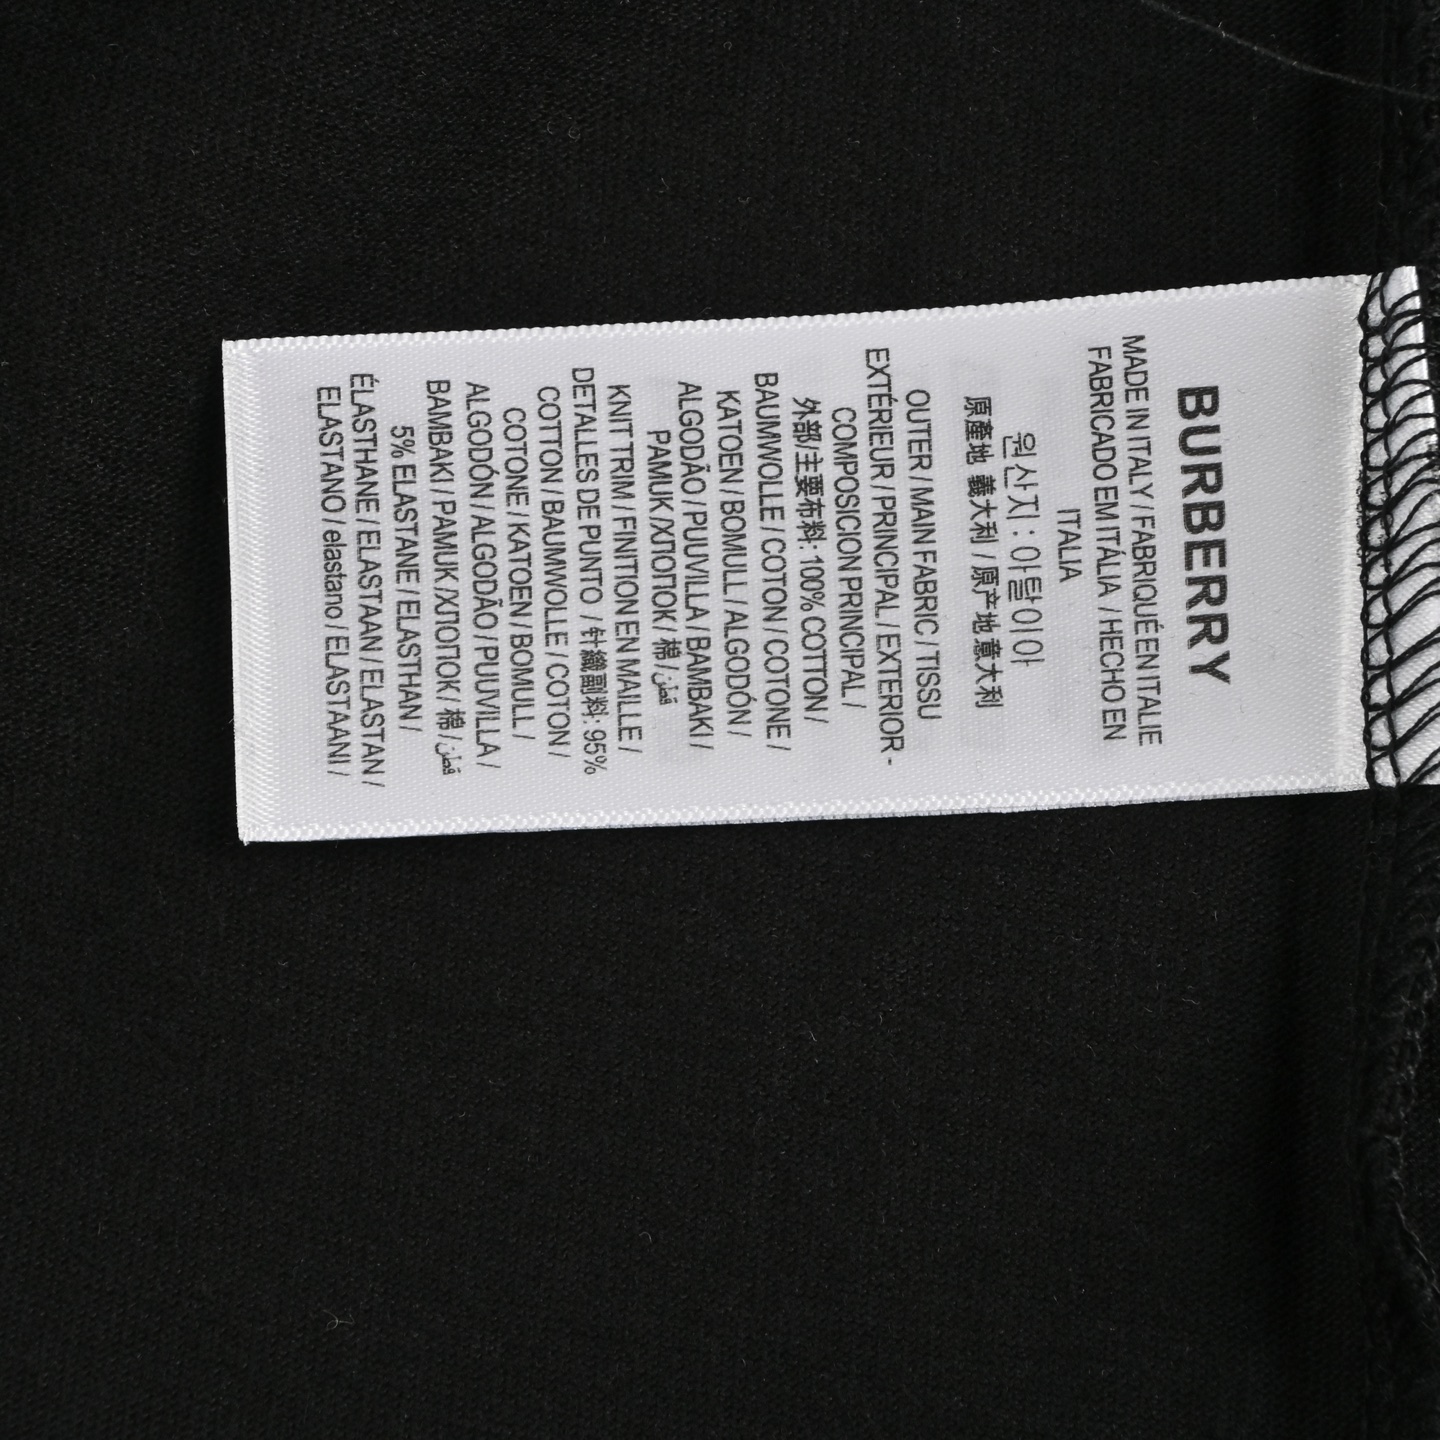 BURBERRY
MADE IN ITALY / FABRIQUÉ EN ITALIE
FABRICADO EM ITÁLIA / HECHO EN
ITALIA
원산지 : 이탈이아
原產地 義大利 / 原产地 意大利
OUTER / MAIN FABRIC / TISSU
EXTÉRIEUR / PRINCIPAL / EXTERIOR -
COMPOSICION PRINCIPAL /
外部/主要布料: 100% COTTON /
BAUMWOLLE / COTON / COTONE /
KATOEN / BOMULL / ALGODÓN /
ALGODÃO / PUUVILLA / BAMBAKI /
PAMUK /ХЛОПОК/ 棉 / قطن
KNIT TRIM / FINITION EN MAILLE /
DETALLES DE PUNTO / 针織副料: 95%
COTTON / BAUMWOLLE / COTON /
COTONE / KATOEN / BOMULL /
ALGODÓN / ALGODÃO / PUUVILLA /
BAMBAKI / PAMUK /ХЛОПОК/ 棉 / قطن
5% ELASTANE / ELASTHAN /
ÉLASTHANE / ELASTAAN / ELASTAN /
ELASTANO / elastano / ELASTAANI /